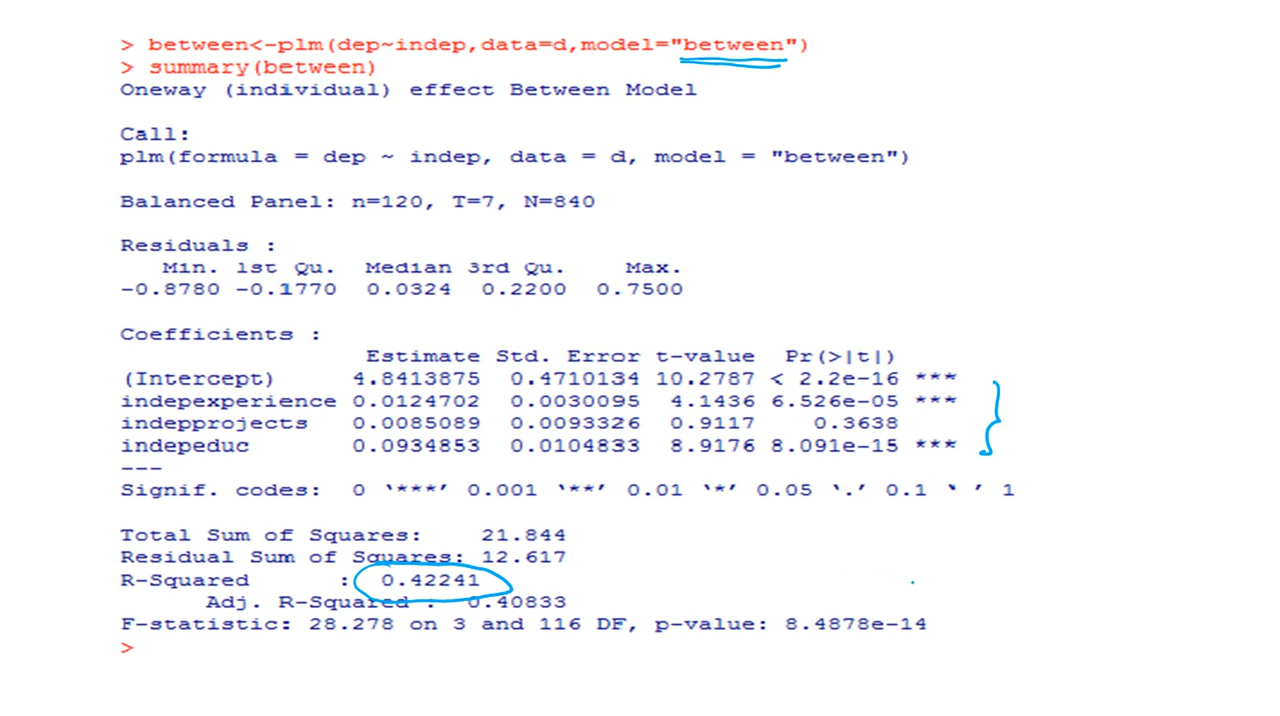 > between<-plm(dep~indep,data=d,model="between")
> summary(between)
Oneway (individual) effect Between Model
Call:
plm(formula = dep ~ indep, data = d, model = "between")
Balanced Panel: n=120, T=7, N=840
Residuals :
Min. 1st Qu. Median 3rd Qu. Max.
-0.8780 -0.1770 0.0324 0.2200 0.7500
Coefficients :
Estimate Std. Error t-value Pr(>|t|)
(Intercept) 4.8413875 0.4710134 10.2787 < 2.2e-16 ***
indepexperience 0.0124702 0.0030095 4.1436 6.526e-05 ***
indepprojects 0.0085089 0.0093326 0.9117 0.3638
indepeduc 0.0934853 0.0104833 8.9176 8.091e-15 ***
---
Signif. codes: 0 ‘***’ 0.001 ‘**’ 0.01 ‘*’ 0.05 ‘.’ 0.1 ‘ ’ 1
Total Sum of Squares: 21.844
Residual Sum of Squares: 12.617
R-Squared : 0.42241
Adj. R-Squared : 0.40833
F-statistic: 28.278 on 3 and 116 DF, p-value: 8.4878e-14
>